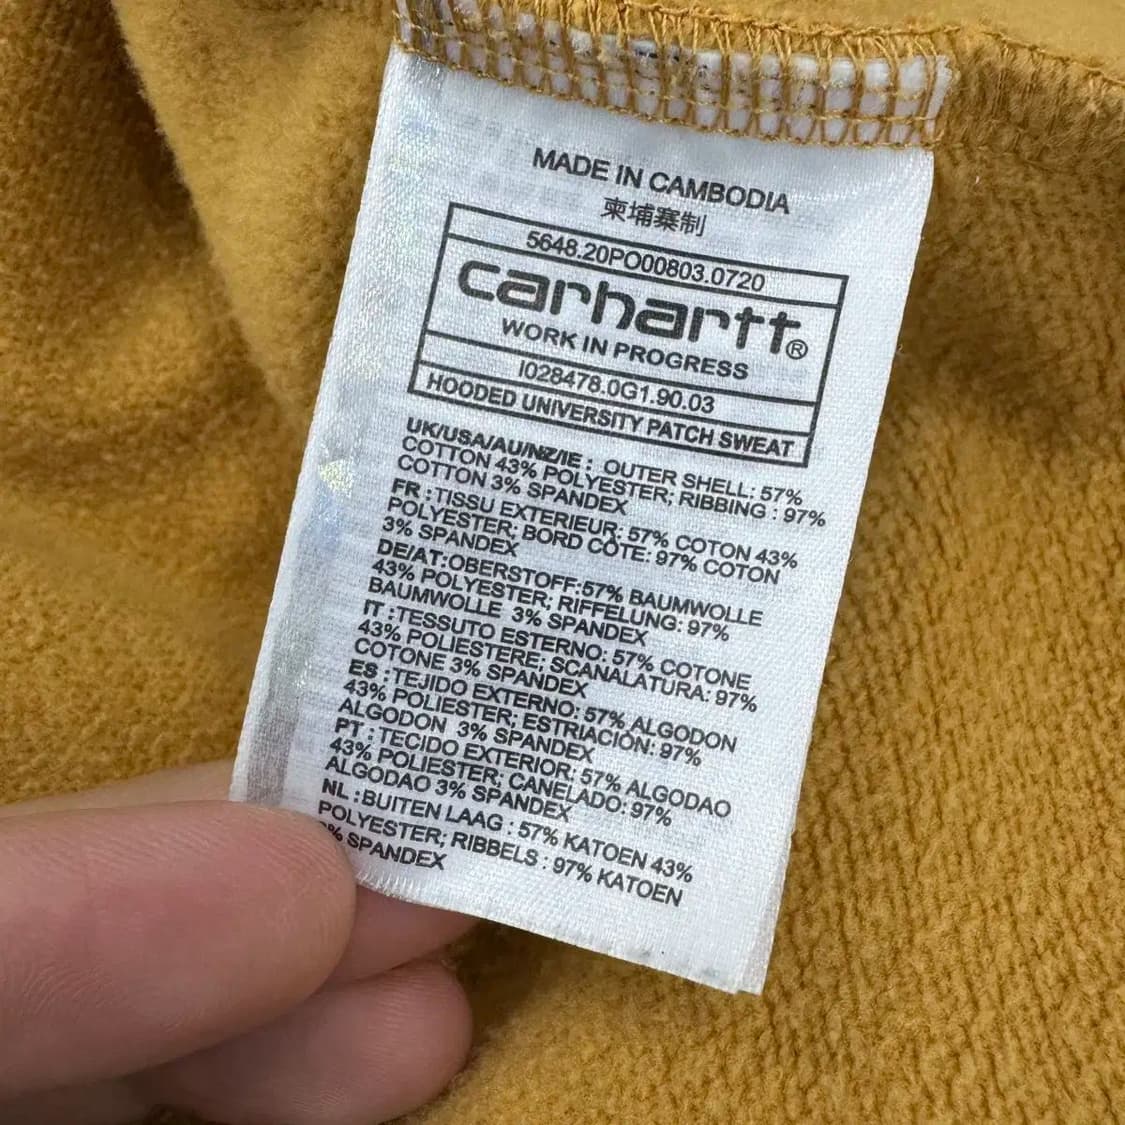 MADE IN CAMBODIA
柬埔寨制
5648.20PO00803.0720
carhartt®
WORK IN PROGRESS
I028478.0G1.90.03
HOODED UNIVERSITY PATCH SWEAT
UK/USA/AU/NZ/IE : OUTER SHELL: 57%
COTTON 43% POLYESTER; RIBBING : 97%
COTTON 3% SPANDEX
FR : TISSU EXTERIEUR: 57% COTON 43%
POLYESTER; BORD CÔTE: 97% COTON
3% SPANDEX
DE/AT:OBERSTOFF:57% BAUMWOLLE
43% POLYESTER; RIFFELUNG: 97%
BAUMWOLLE 3% SPANDEX
IT : TESSUTO ESTERNO: 57% COTONE
43% POLIESTERE; SCANALATURA: 97%
COTONE 3% SPANDEX
ES : TEJIDO EXTERNO: 57% ALGODON
43% POLIESTER; ESTRIACIÓN: 97%
ALGODON 3% SPANDEX
PT : TECIDO EXTERIOR: 57% ALGODAO
43% POLIESTER; CANELADO: 97%
ALGODAO 3% SPANDEX
NL : BUITEN LAAG : 57% KATOEN 43%
POLYESTER; RIBBELS : 97% KATOEN
% SPANDEX